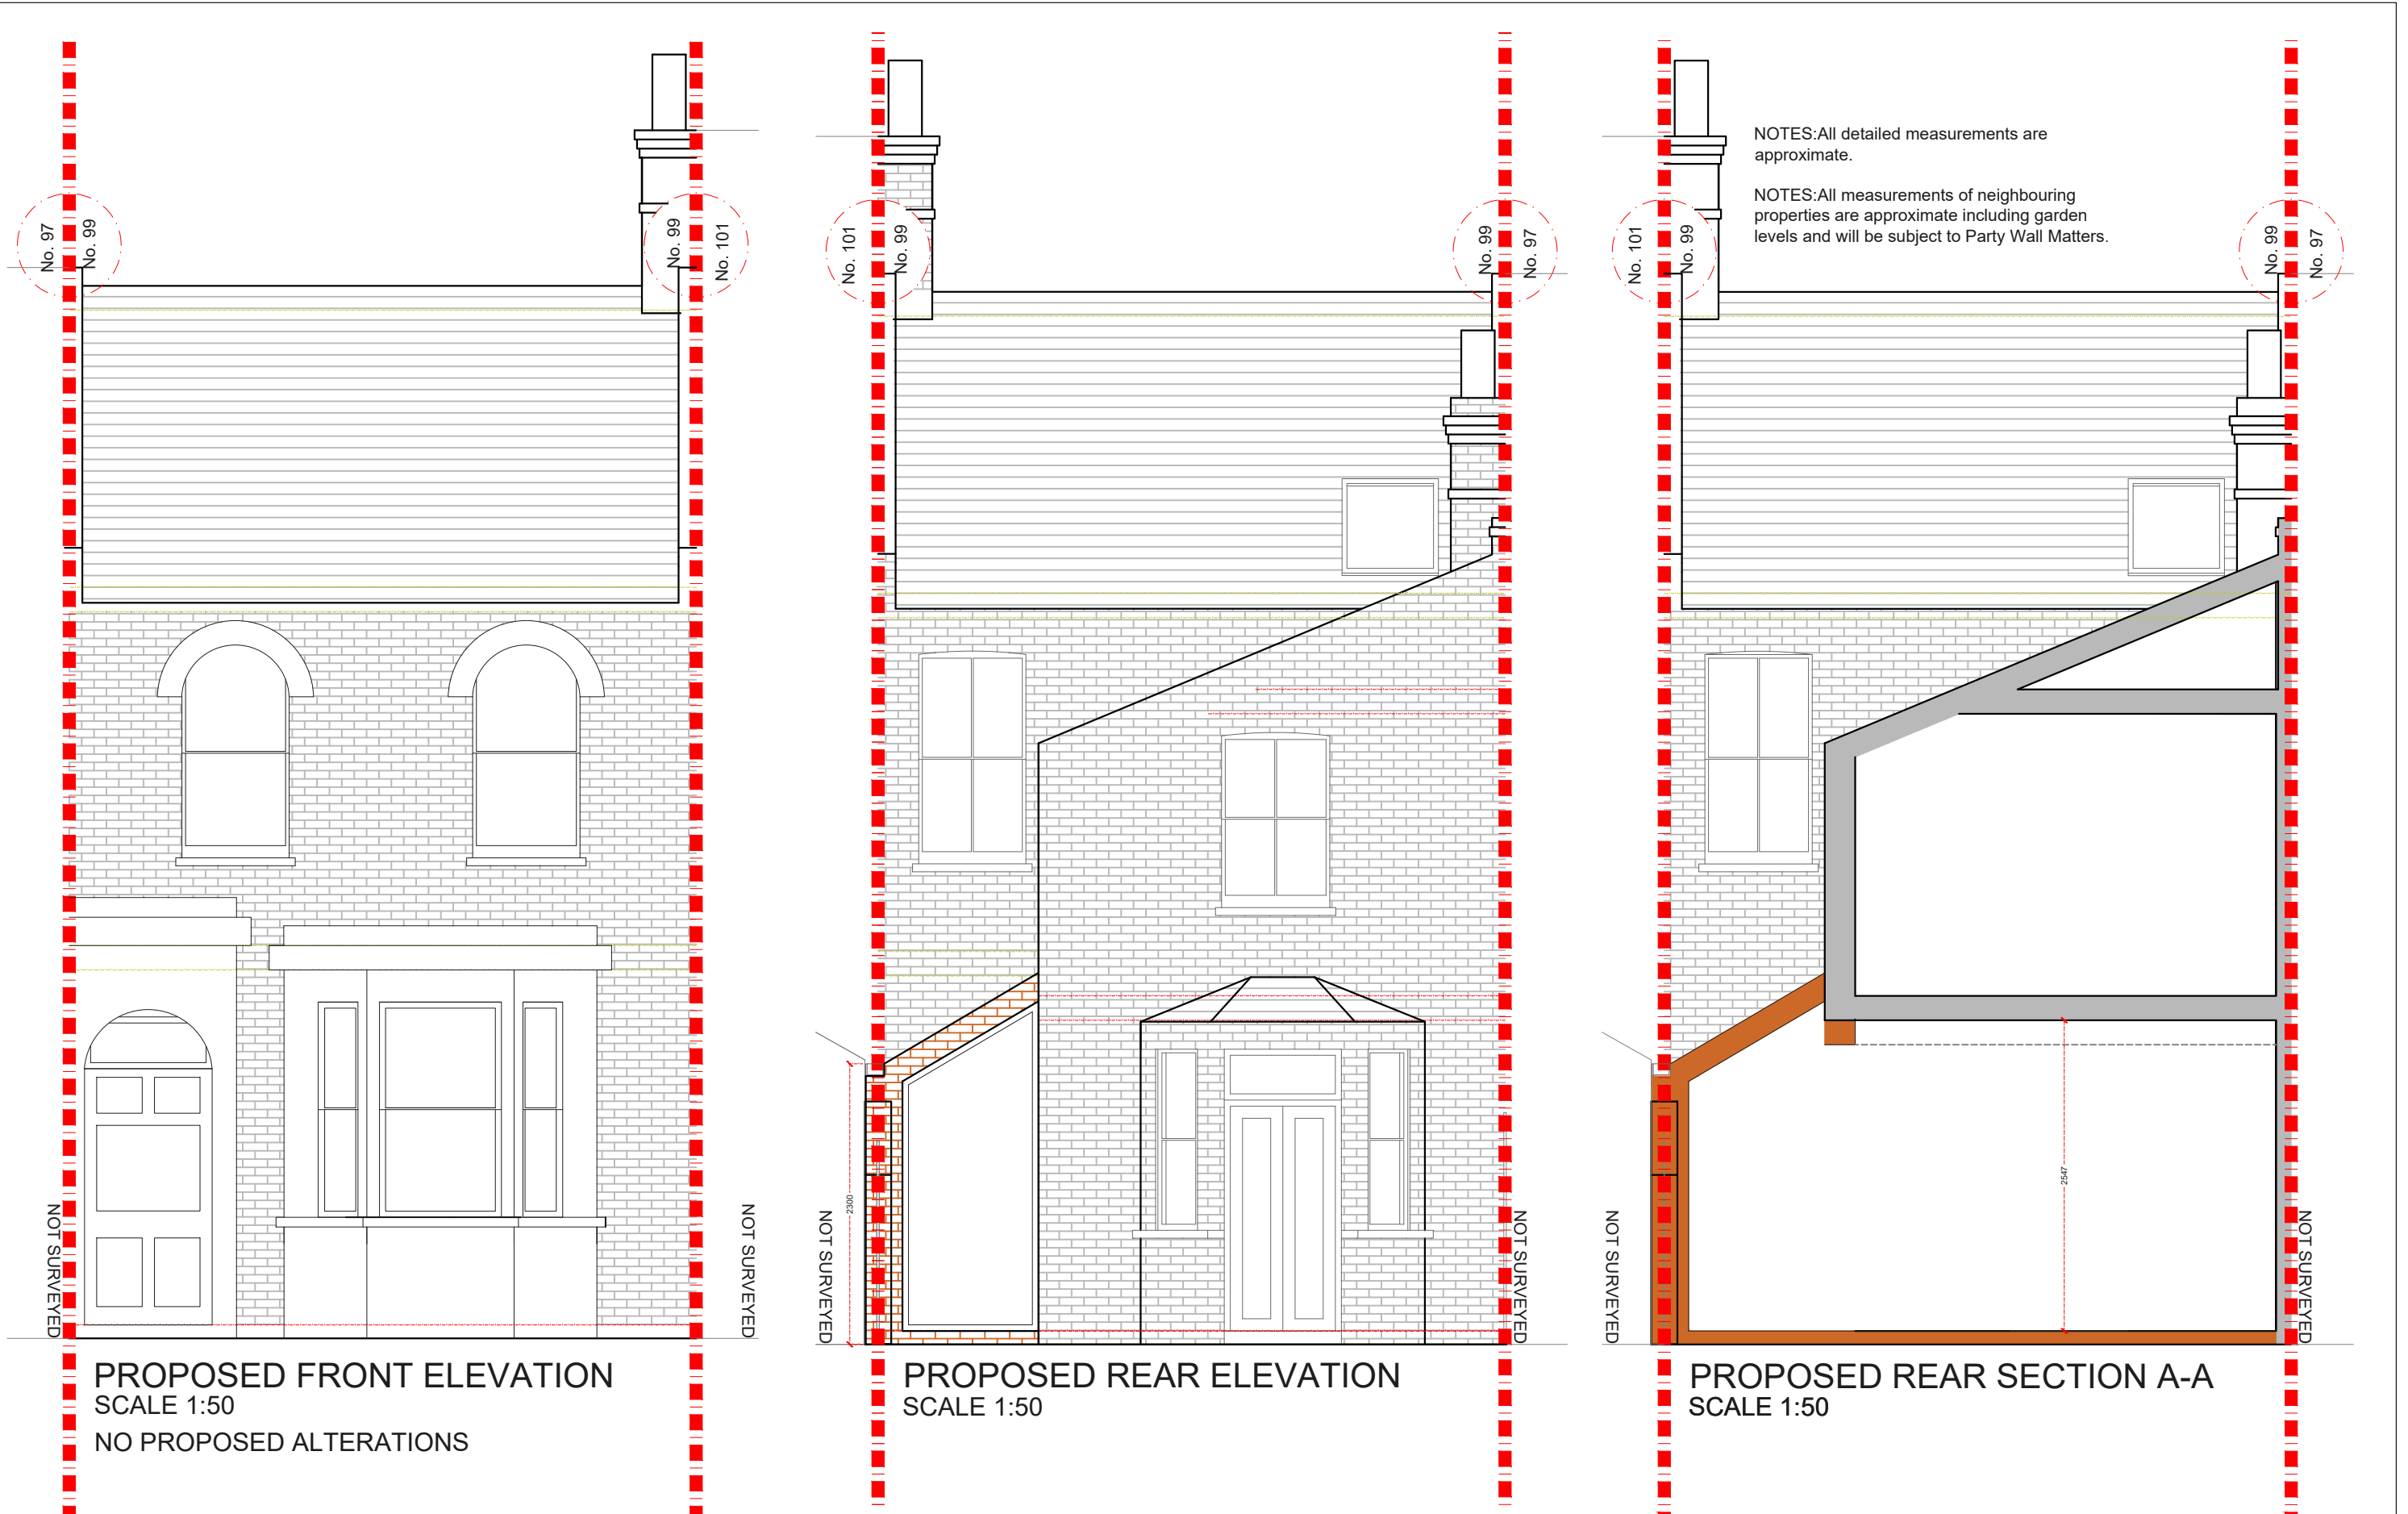 No. 97
No. 99
No. 99
No. 101
No. 101
No. 99
No. 99
No. 97
No. 101
No. 99
No. 99
No. 97
NOTES:All detailed measurements are
approximate.
NOTES:All measurements of neighbouring
properties are approximate including garden
levels and will be subject to Party Wall Matters.
NOT SURVEYED
NOT SURVEYED
2300
NOT SURVEYED
NOT SURVEYED
NOT SURVEYED
2547
NOT SURVEYED
PROPOSED FRONT ELEVATION
SCALE 1:50
NO PROPOSED ALTERATIONS
PROPOSED REAR ELEVATION
SCALE 1:50
PROPOSED REAR SECTION A-A
SCALE 1:50